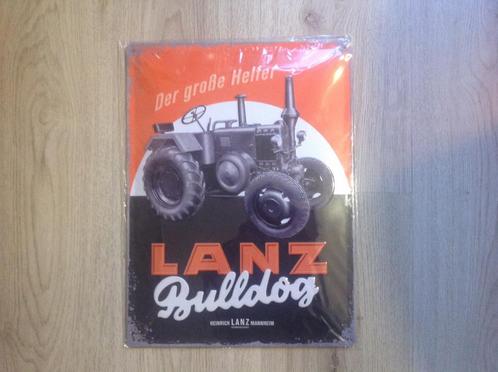 Der große Helfer
LANZ
Bulldog
HEINRICH LANZ MANNHEIM